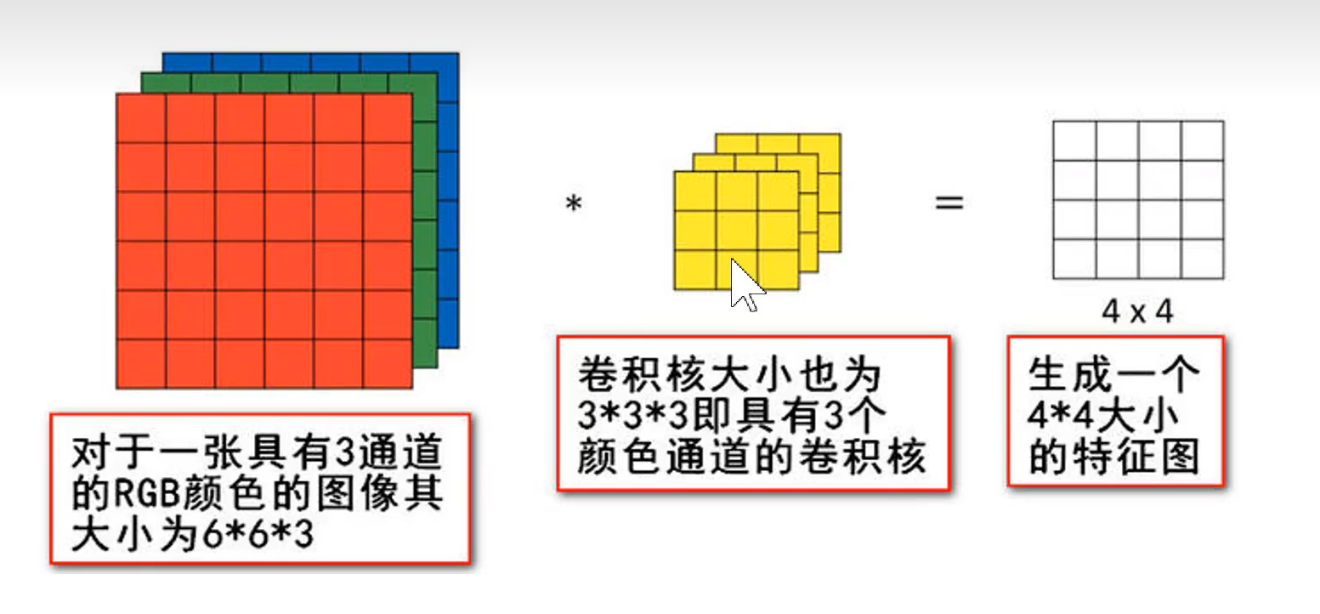 *
=
4 x 4
对于一张具有3通道
的RGB颜色的图像其
大小为6*6*3
卷积核大小也为
3*3*3即具有3个
颜色通道的卷积核
生成一个
4*4大小
的特征图